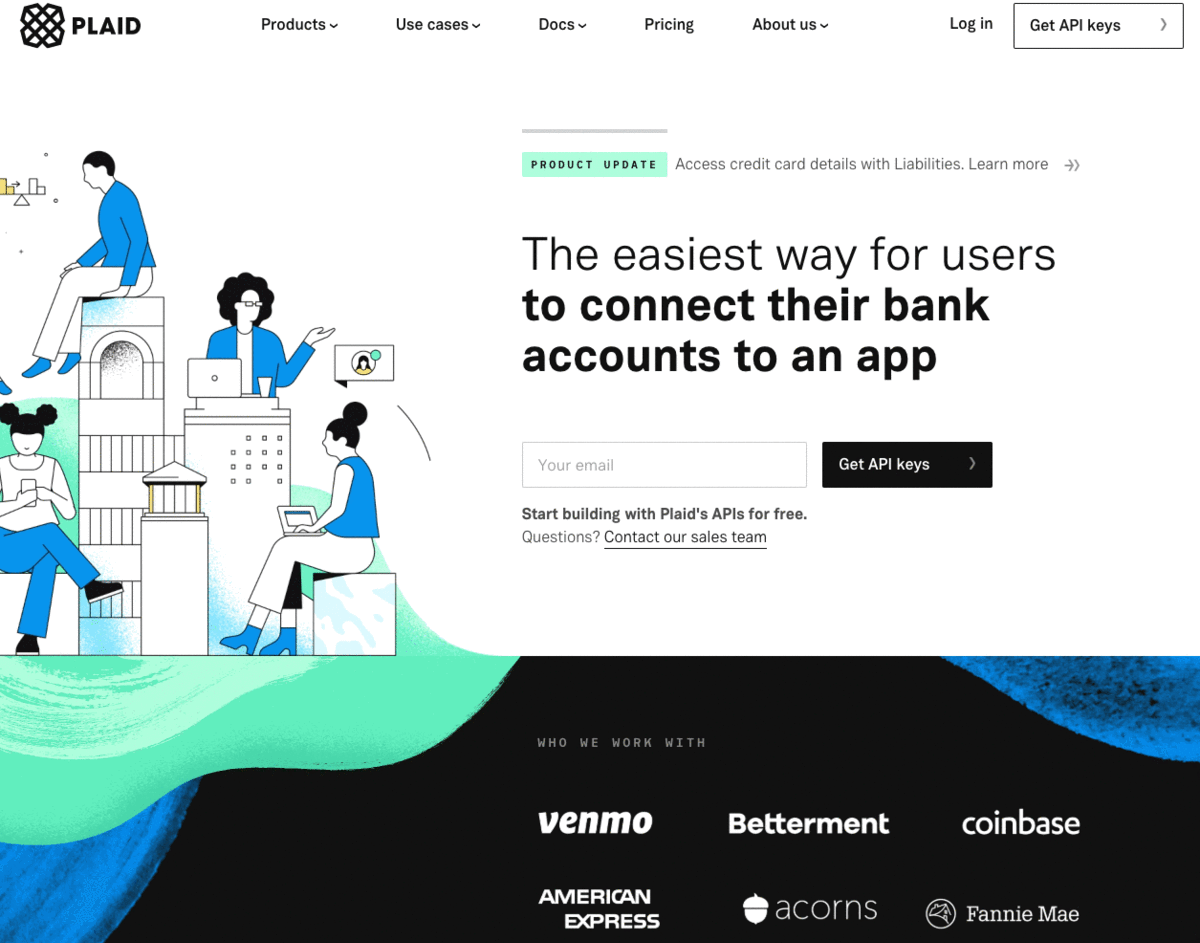 PLAID
Products Use cases Docs Pricing About us Log in Get API keys
PRODUCT UPDATE Access credit card details with Liabilities. Learn more
The easiest way for users
to connect their bank
accounts to an app
Your email Get API keys
Start building with Plaid's APIs for free.
Questions? Contact our sales team
WHO WE WORK WITH
venmo Betterment coinbase
AMERICAN
EXPRESS
acorns Fannie Mae